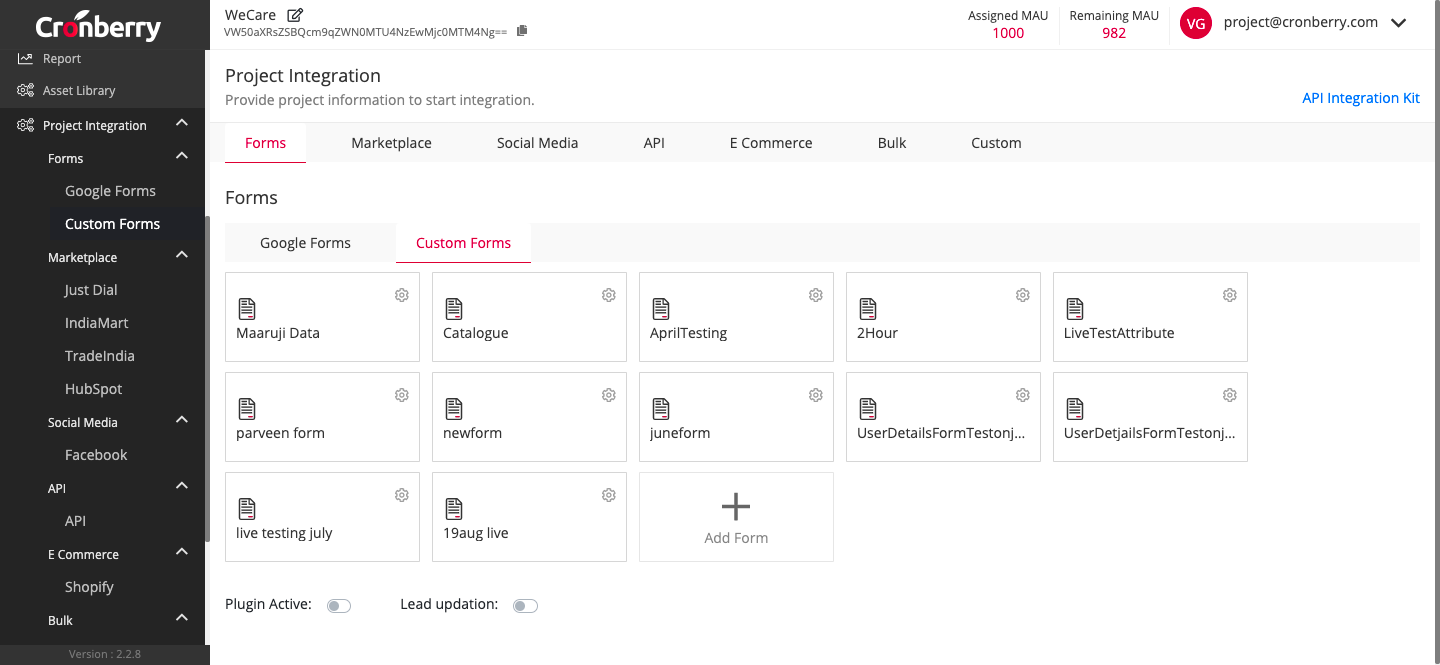 Cronberry
Report
Asset Library
Project Integration
Forms
Google Forms
Custom Forms
Marketplace
Just Dial
IndiaMart
TradeIndia
HubSpot
Social Media
Facebook
API
API
E Commerce
Shopify
Bulk
Version : 2.2.8
WeCare
VW50aXRsZSBQcm9qZWN0MTU4NzEwMjc0MTM4Ng==
Assigned MAU
1000
Remaining MAU
982
VG
project@cronberry.com
Project Integration
Provide project information to start integration.
API Integration Kit
Forms Marketplace Social Media API E Commerce Bulk Custom
Forms
Google Forms Custom Forms
Maaruji Data
Catalogue
AprilTesting
2Hour
LiveTestAttribute
parveen form
newform
juneform
UserDetailsFormTestonj...
UserDetjailsFormTestonj...
live testing july
19aug live
Add Form
Plugin Active: Lead updation: